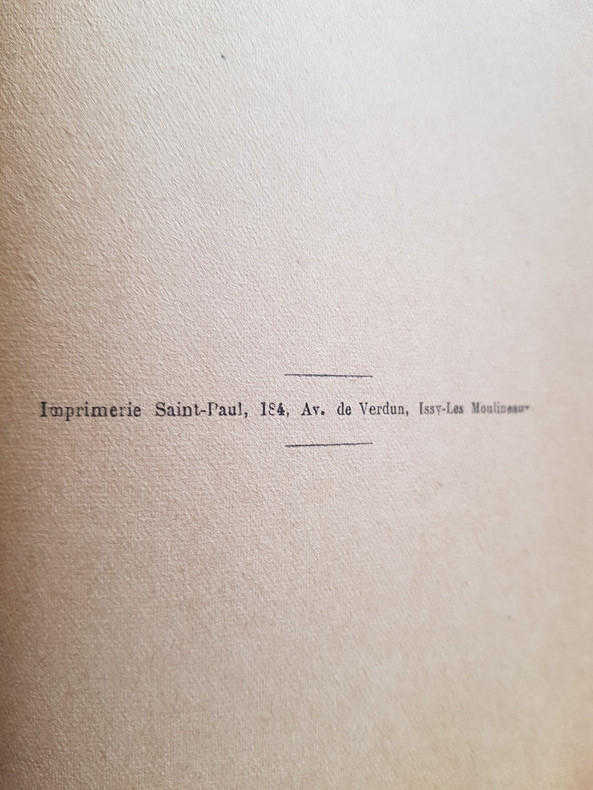 Imprimerie Saint-Paul, 184, Av. de Verdun, Issy-Les Moulineaux